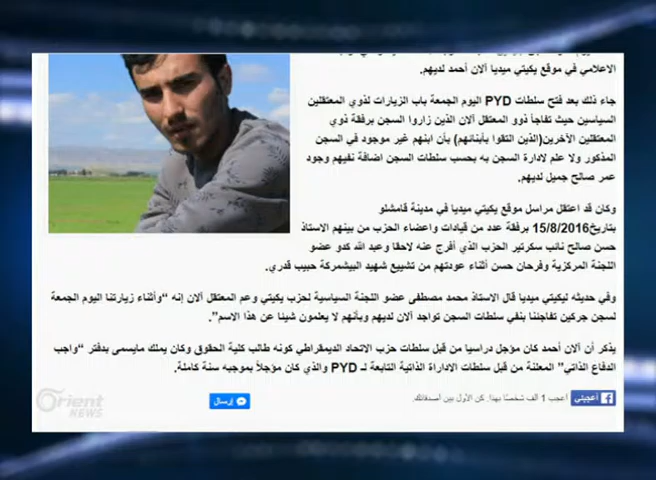 الاعلامي في موقع يكيتي ميديا آلان أحمد لديهم.
جاء ذلك بعد فتح سلطات PYD اليوم الجمعة باب الزيارات لذوي المعتقلين
السياسين حيث تفاجأ ذوو المعتقل آلان الذين زاروا السجن برفقة ذوي
المعتقلين الآخرين(الذين التقوا بأبنائهم) بأن ابنهم غير موجود في السجن
المذكور ولا علم لادارة السجن به بحسب سلطات السجن اضافة نفيهم وجود
عمر صالح جميل لديهم.
وكان قد اعتقل مراسل موقع يكيتي ميديا في مدينة قامشلو
بتاريخ15/8/2016 برفقة عدد من قيادات واعضاء الحزب من بينهم الاستاذ
حسن صالح نائب سكرتير الحزب الذي أفرج عنه لاحقا وعبد الله كدو عضو
اللجنة المركزية وفرحان حسن أثناء عودتهم من تشييع شهيد البيشمركة حبيب قدري.
وفي حديثه ليكيتي ميديا قال الاستاذ محمد مصطفى عضو اللجنة السياسية لحزب يكيتي وعم المعتقل آلان إنه "وأثناء زيارتنا اليوم الجمعة
لسجن جركين تفاجئنا بنفي سلطات السجن تواجد آلان لديهم وبأنهم لا يعلمون شيئا عن هذا الاسم".
يذكر أن آلان أحمد كان مؤجل دراسيا من قبل سلطات حزب الاتحاد الديمقراطي كونه طالب كلية الحقوق وكان يملك مايسمى بدفتر "واجب
الدفاع الذاتي" المعلنة من قبل سلطات الاداراة الذاتية التابعة لـ PYD والذي كان مؤجلاً بموجبه سنة كاملة.
أعجبني أعجب 1 ألف شخصًا بهذا. كن الأول بين أصدقائك.
إرسال
Orient
NEWS